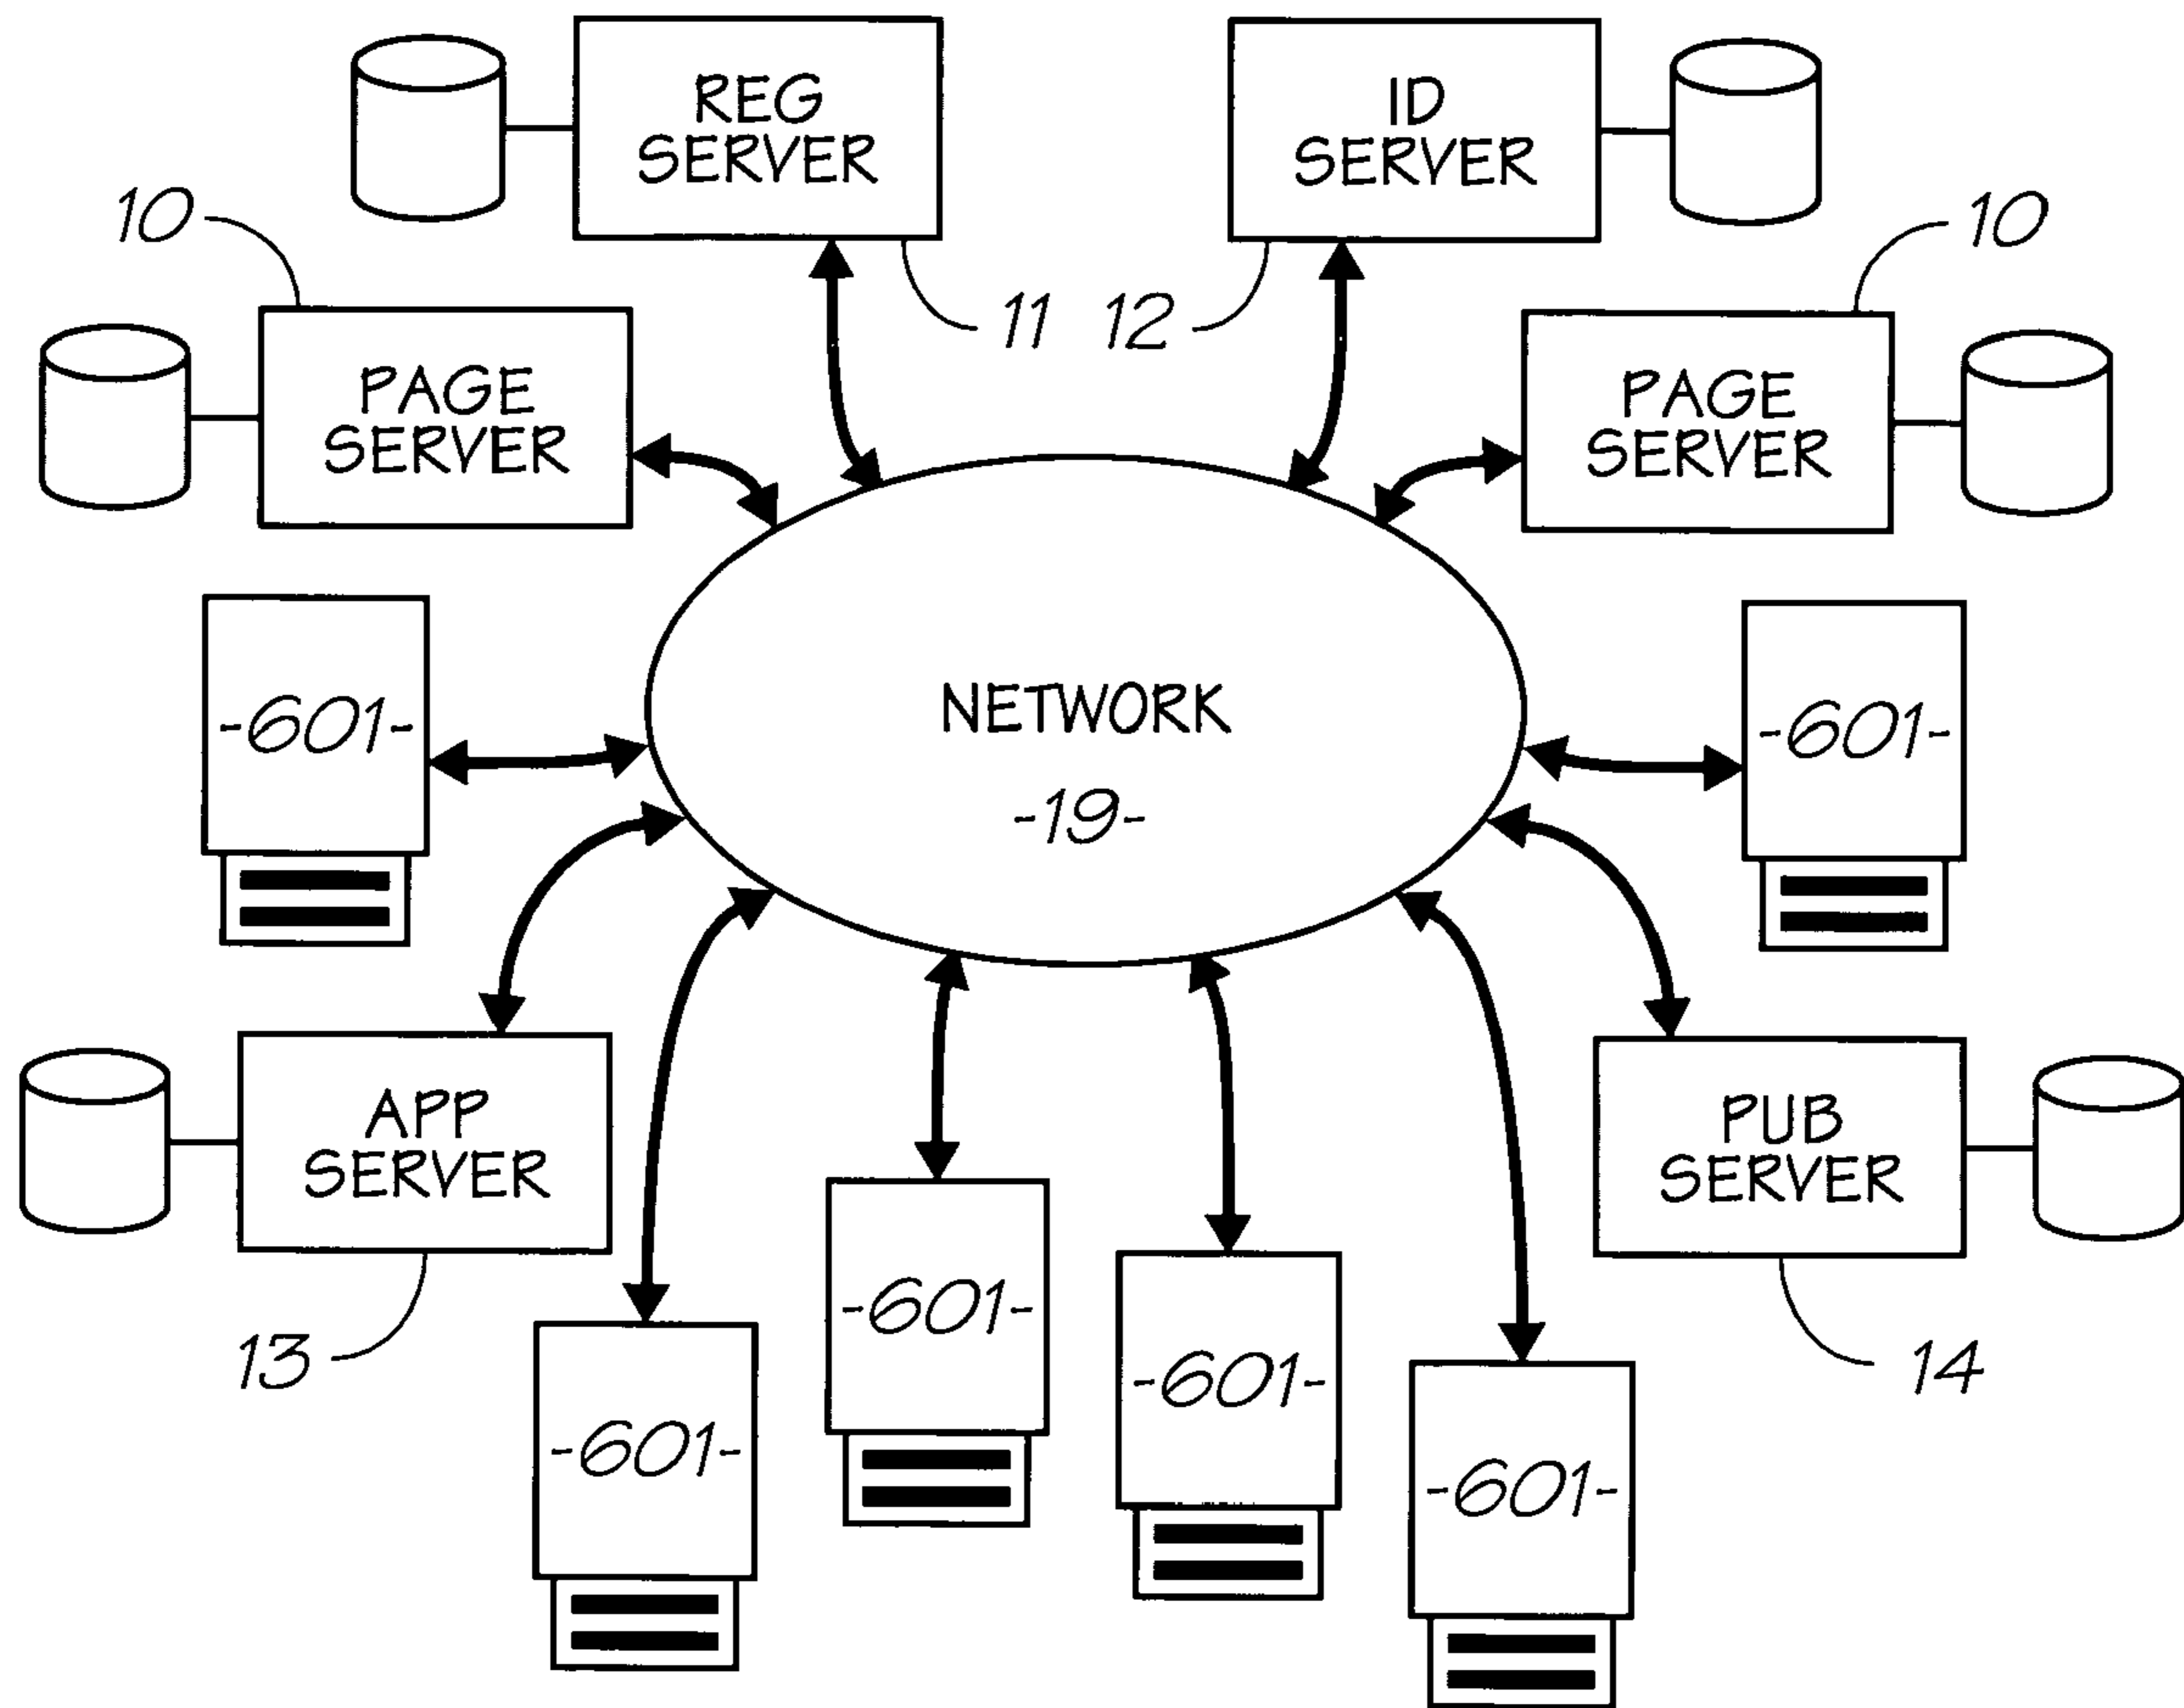 REG
SERVER
ID
SERVER
10
10
11
12
PAGE
SERVER
PAGE
SERVER
NETWORK
-19-
-601-
-601-
APP
SERVER
PUB
SERVER
13
14
-601-
-601-
-601-
-601-